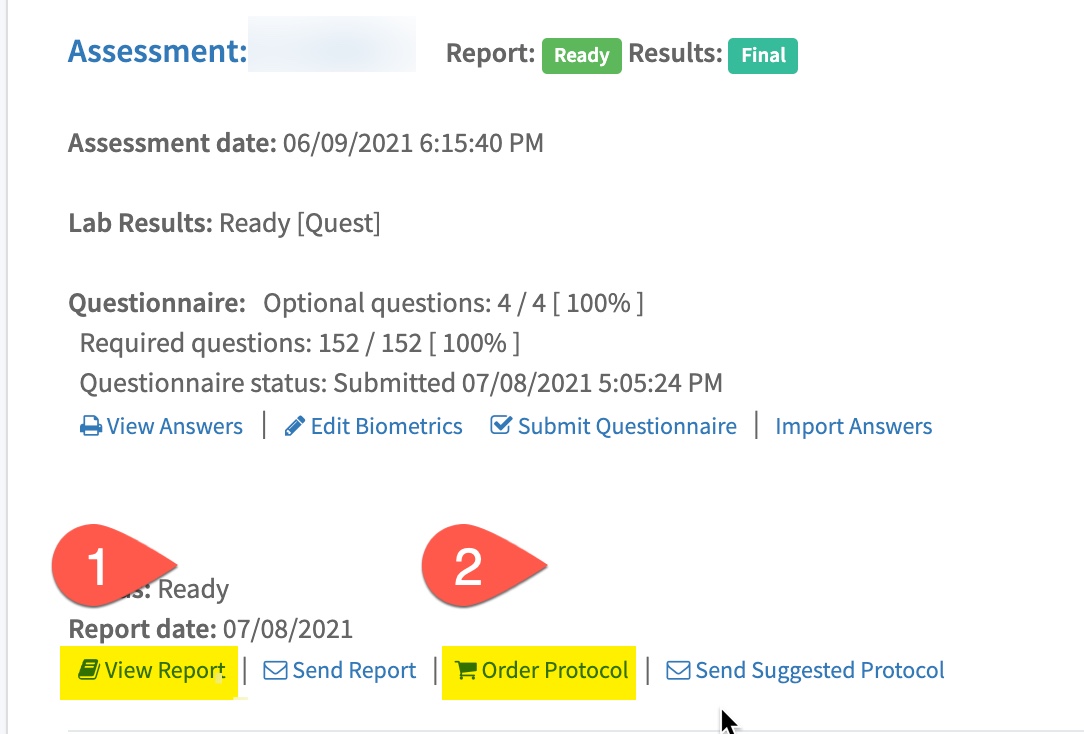 Assessment: Report: Ready Results: Final
Assessment date: 06/09/2021 6:15:40 PM
Lab Results: Ready [Quest]
Questionnaire: Optional questions: 4 / 4 [ 100% ]
Required questions: 152 / 152 [ 100% ]
Questionnaire status: Submitted 07/08/2021 5:05:24 PM
View Answers | Edit Biometrics Submit Questionnaire | Import Answers
1 2
Ready
Report date: 07/08/2021
View Report | Send Report | Order Protocol | Send Suggested Protocol